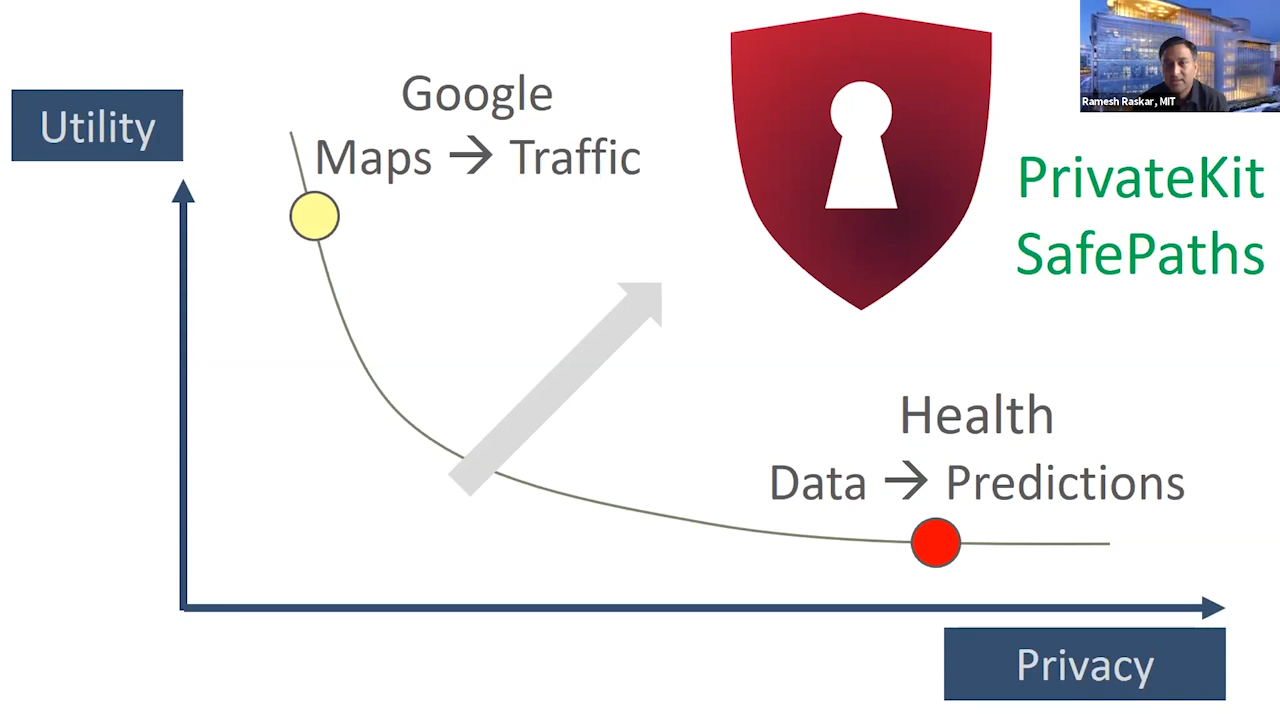 Utility
Google
Maps → Traffic
Ramesh Raskar, MIT
PrivateKit
SafePaths
Health
Data → Predictions
Privacy